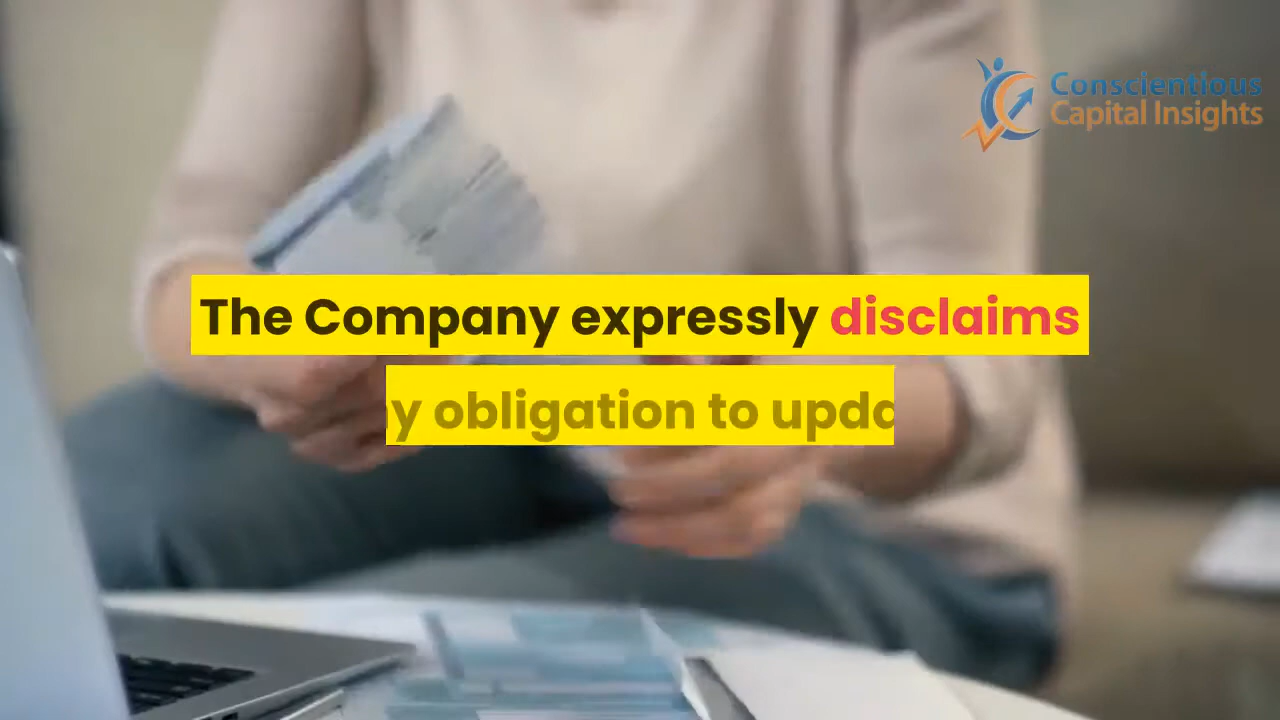 Conscientious
Capital Insights
The Company expressly disclaims
obligation to